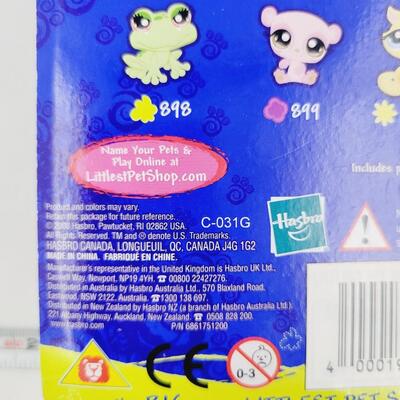 898
899
Name Your Pets &
Play Online at
LittlestPetShop.com
Includes p
Product and colors may vary.
Retain this package for future reference.
C-031G
Hasbro
© 2008 Hasbro, Pawtucket, RI 02862 USA.
All Rights Reserved. TM and ® denote U.S. Trademarks.
HASBRO CANADA, LONGUEUIL, QC. CANADA J4G 1G2
MADE IN CHINA. FABRIQUÉ EN CHINE.
Manufacturer's representative in the United Kingdom is Hasbro UK Ltd.,
Caswell Way, Newport, NP19 4YH. ☎ 00800 22427276.
Distributed in Australia by Hasbro Australia Ltd., 570 Blaxland Road,
Eastwood, NSW 2122. Australia. ☎1300 138 697.
Distributed in New Zealand by Hasbro NZ (a branch of Hasbro Australia Ltd.),
221 Albany Highway, Auckland, New Zealand. ☎ 0508 828 200
P/N 6861751200
CE
0-3
4 00019
LITTLEST PET S